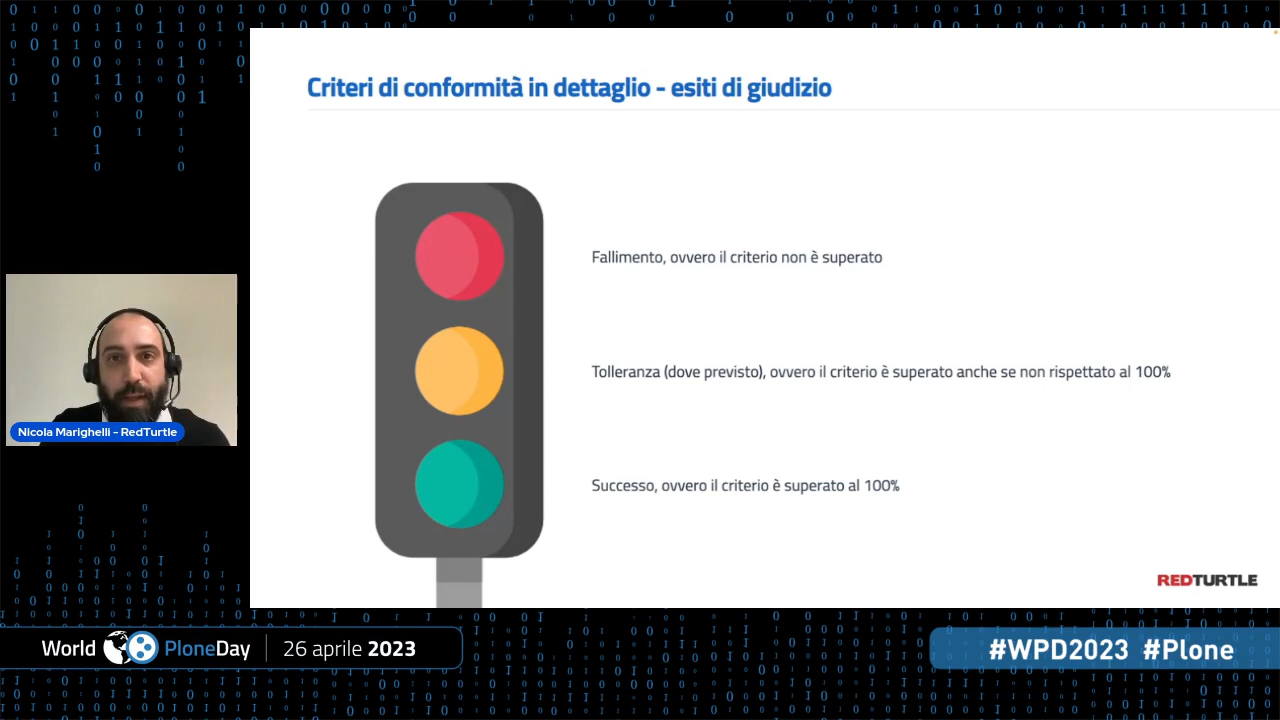 Criteri di conformità in dettaglio - esiti di giudizio
Fallimento, ovvero il criterio non è superato
Tolleranza (dove previsto), ovvero il criterio è superato anche se non rispettato al 100%
Successo, ovvero il criterio è superato al 100%
REDTURTLE
Nicola Marighelli - RedTurtle
World PloneDay
26 aprile 2023
#WPD2023 #Plone